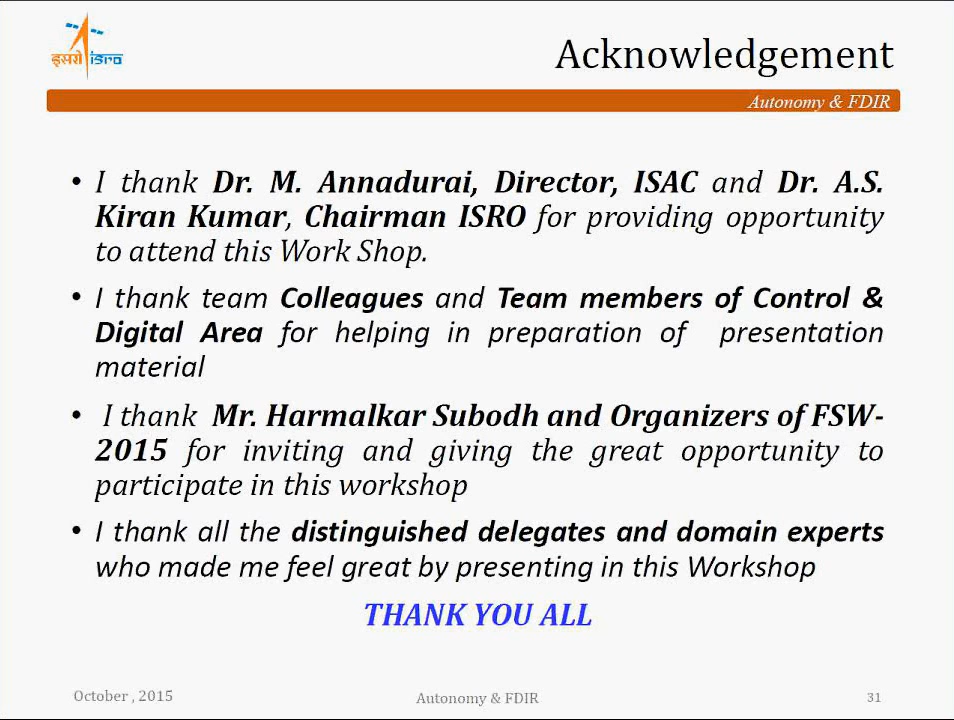 इसरो isro
Acknowledgement
Autonomy & FDIR
• I thank Dr. M. Annadurai, Director, ISAC and Dr. A.S.
Kiran Kumar, Chairman ISRO for providing opportunity
to attend this Work Shop.
• I thank team Colleagues and Team members of Control &
Digital Area for helping in preparation of presentation
material
• I thank Mr. Harmalkar Subodh and Organizers of FSW-
2015 for inviting and giving the great opportunity to
participate in this workshop
• I thank all the distinguished delegates and domain experts
who made me feel great by presenting in this Workshop
THANK YOU ALL
October , 2015
Autonomy & FDIR
31